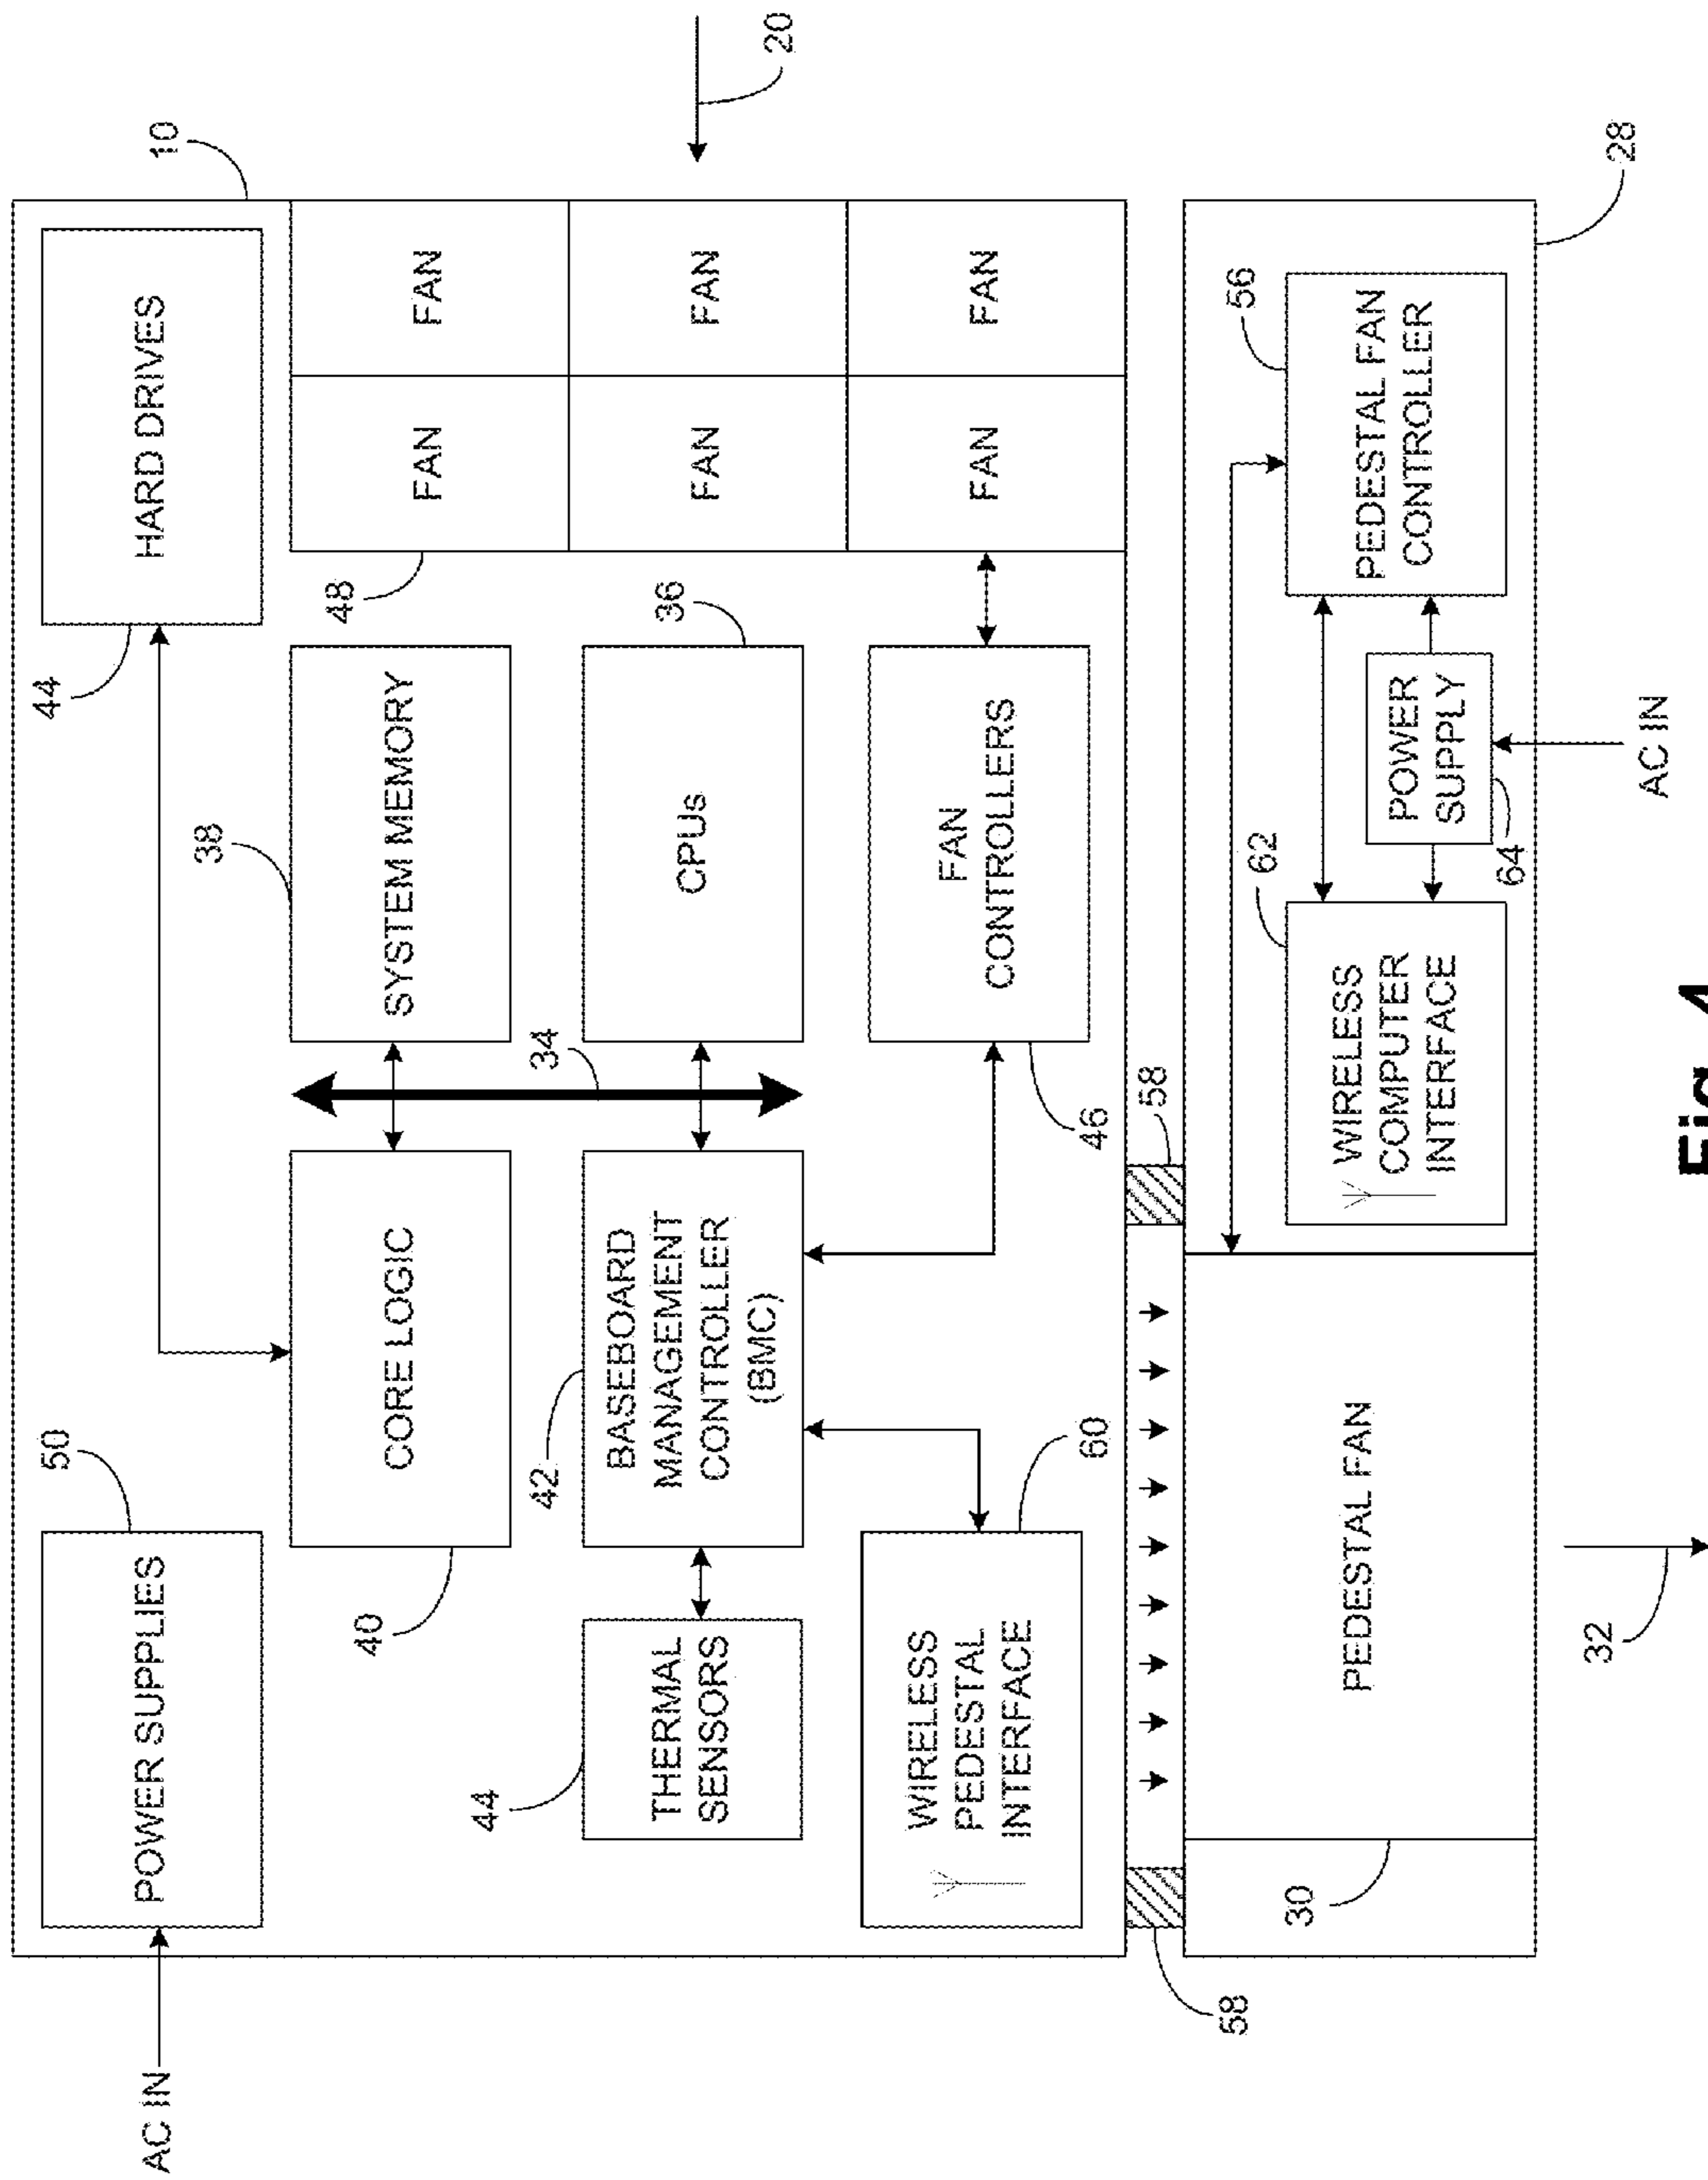 AC IN
50
POWER SUPPLIES
44
HARD DRIVES
10
40
CORE LOGIC
38
SYSTEM MEMORY
48
FAN
FAN
44
THERMAL
SENSORS
42
BASEBOARD
MANAGEMENT
CONTROLLER
(BMC)
34
36
CPUs
FAN
FAN
20
WIRELESS
PEDESTAL
INTERFACE
60
46
FAN
CONTROLLERS
FAN
FAN
58
58
30
PEDESTAL FAN
62
WIRELESS
COMPUTER
INTERFACE
64
POWER
SUPPLY
56
PEDESTAL FAN
CONTROLLER
28
32
AC IN